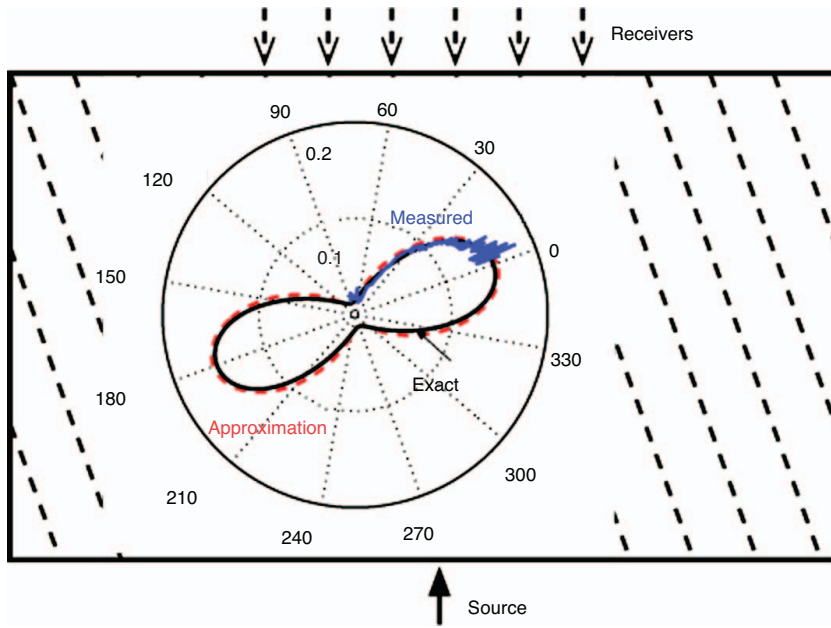 Receivers
90
60
0.2
30
120
Measured
0
0.1
150
330
Exact
180
Approximation
300
210
270
240
Source